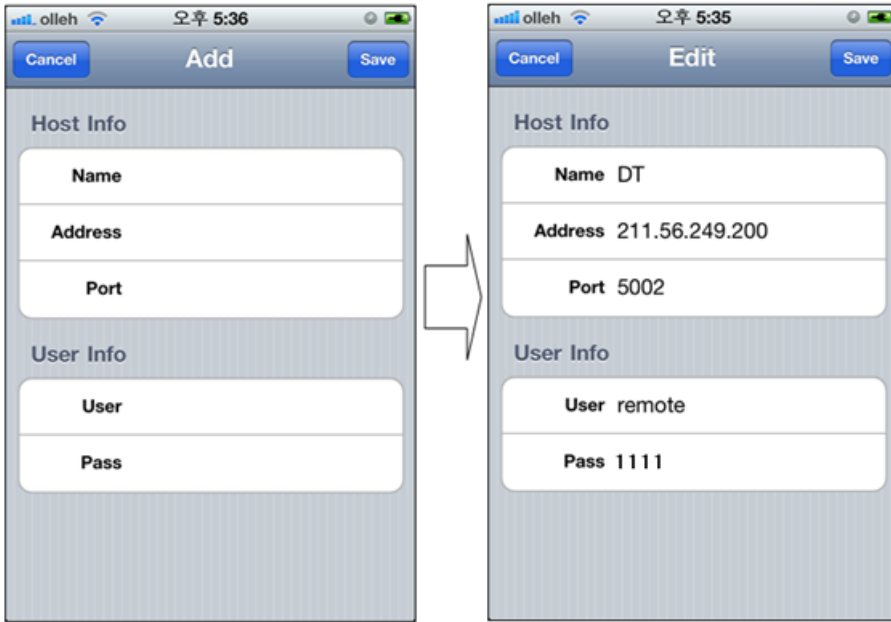 olleh 오후 5:36
Cancel Add Save
Host Info
Name
Address
Port
User Info
User
Pass
olleh 오후 5:35
Cancel Edit Save
Host Info
Name DT
Address 211.56.249.200
Port 5002
User Info
User remote
Pass 1111